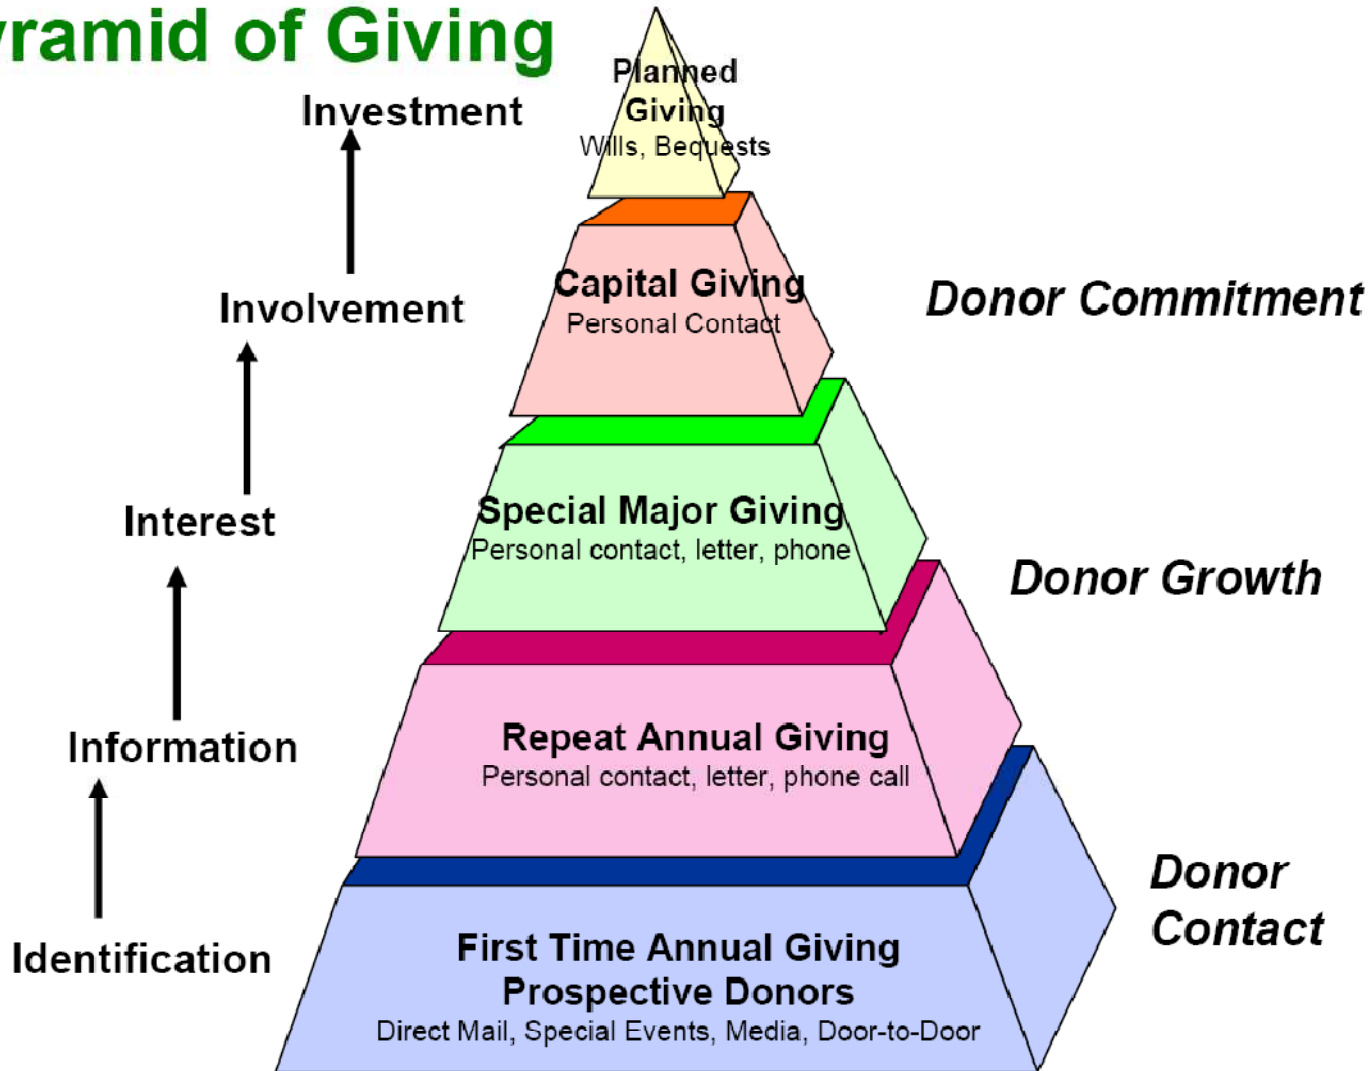 yramid of Giving
Planned
Giving
Wills, Bequests
Investment
Capital Giving
Personal Contact
Involvement
Donor Commitment
Special Major Giving
Personal contact, letter, phone
Interest
Donor Growth
Repeat Annual Giving
Personal contact, letter, phone call
Information
Donor
Contact
First Time Annual Giving
Prospective Donors
Direct Mail, Special Events, Media, Door-to-Door
Identification